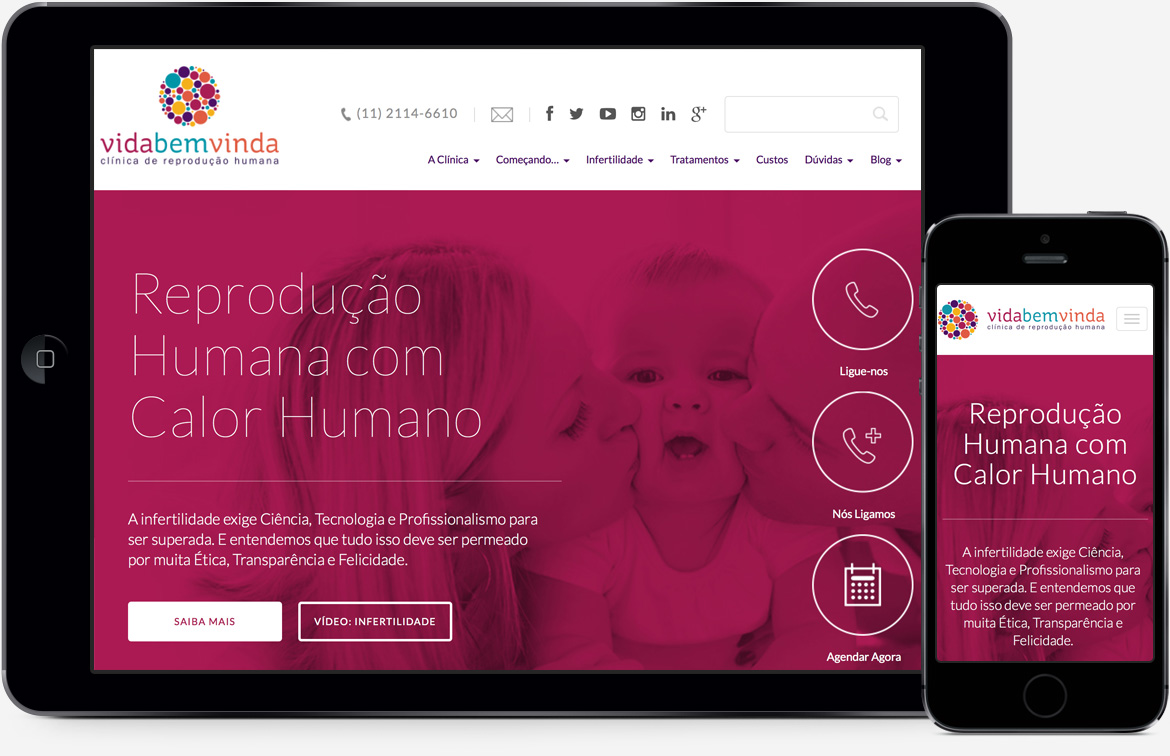 vidabemvinda
clínica de reprodução humana
(11) 2114-6610
A Clínica
Começando...
Infertilidade
Tratamentos
Custos
Dúvidas
Blog
Reprodução
Humana com
Calor Humano
A infertilidade exige Ciência, Tecnologia e Profissionalismo para
ser superada. E entendemos que tudo isso deve ser permeado
por muita Ética, Transparência e Felicidade.
SAIBA MAIS
VÍDEO: INFERTILIDADE
Ligue-nos
Nós Ligamos
Agendar Agora
vidabemvinda
clínica de reprodução humana
Reprodução
Humana com
Calor Humano
A infertilidade exige Ciência,
Tecnologia e Profissionalismo para
ser superada. E entendemos que
tudo isso deve ser permeado por
muita Ética, Transparência e
Felicidade.